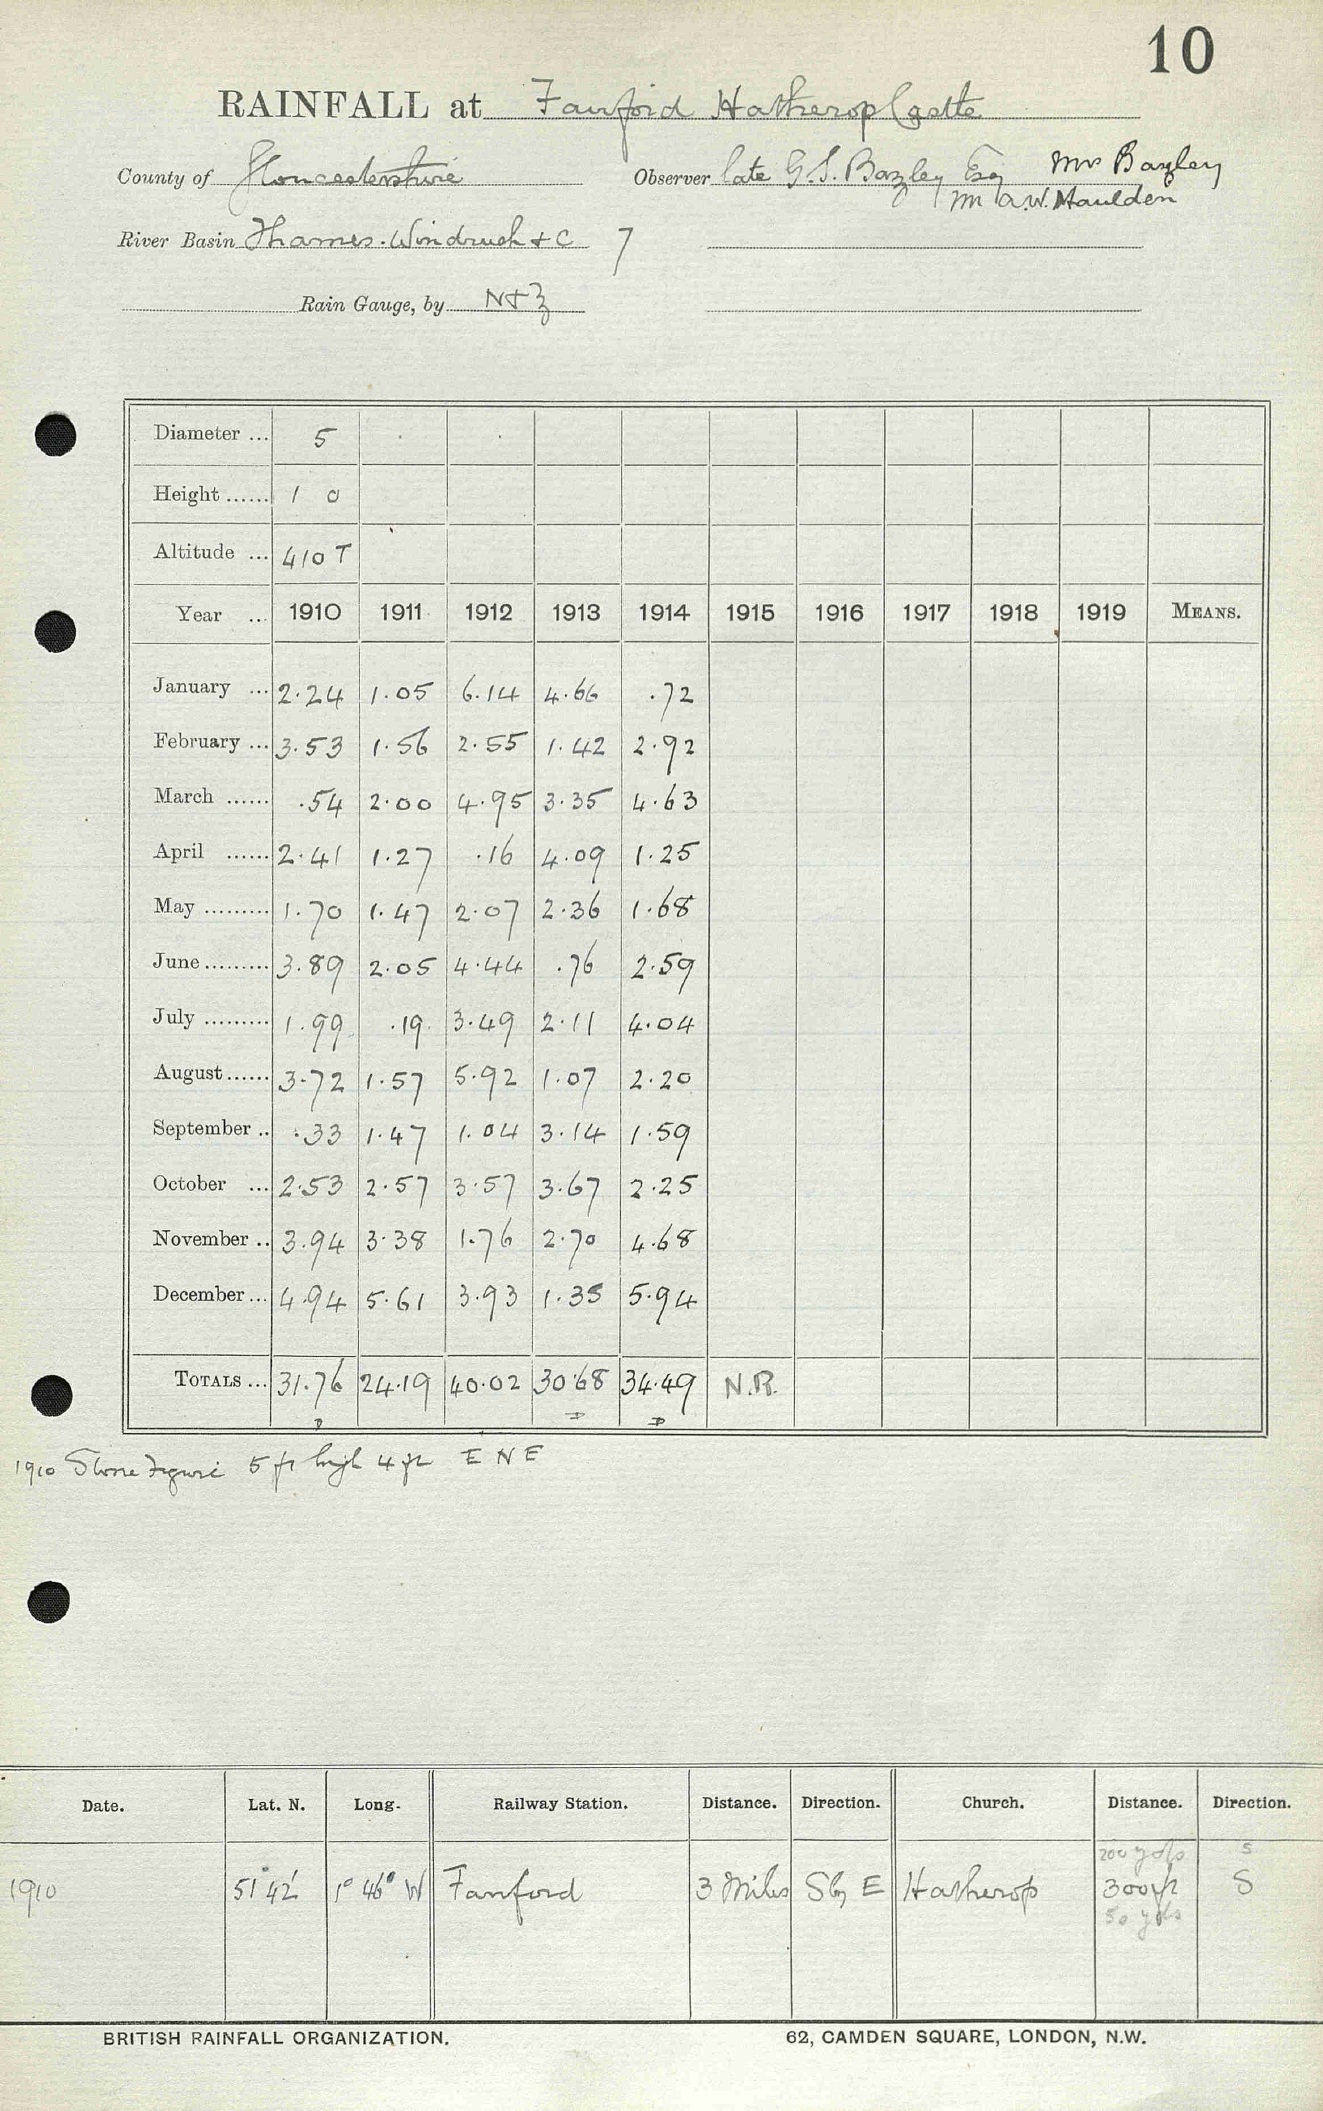 10
RAINFALL at Fairford Hatherop Castle
County of Gloucestershire Observer late G.S. Bazley Esq Mrs Bazley
Mr A.W. Maulden
River Basin Thames. Windrush & C 7
Rain Gauge, by N & Z
Diameter ... 5
Height ...... 1 0
Altitude ... 410 T
Year ... 1910 1911 1912 1913 1914 1915 1916 1917 1918 1919 MEANS.
January ... 2.24 1.05 6.14 4.66 .72
February ... 3.53 1.56 2.55 1.42 2.92
March ...... .54 2.00 4.95 3.35 4.63
April ...... 2.41 1.27 .16 4.09 1.25
May ......... 1.70 1.47 2.07 2.36 1.68
June ......... 3.89 2.05 4.44 .76 2.59
July ......... 1.99 .19 3.49 2.11 4.04
August ...... 3.72 1.57 5.92 1.07 2.20
September .. .33 1.47 1.04 3.14 1.59
October ... 2.53 2.57 3.57 3.67 2.25
November .. 3.94 3.38 1.76 2.70 4.68
December ... 4.94 5.61 3.93 1.35 5.94
TOTALS ... 31.76 24.19 40.02 30.68 34.49 N.R.
1910 Stone Figure 5 ft high 4 ft E N E
Date. Lat. N. Long. Railway Station. Distance. Direction. Church. Distance. Direction.
200 yds S
1910 51°42' 1° 46' W Fairford 3 Miles S by E Hatherop 300 ft S
50 yds
BRITISH RAINFALL ORGANIZATION. 62, CAMDEN SQUARE, LONDON, N.W.